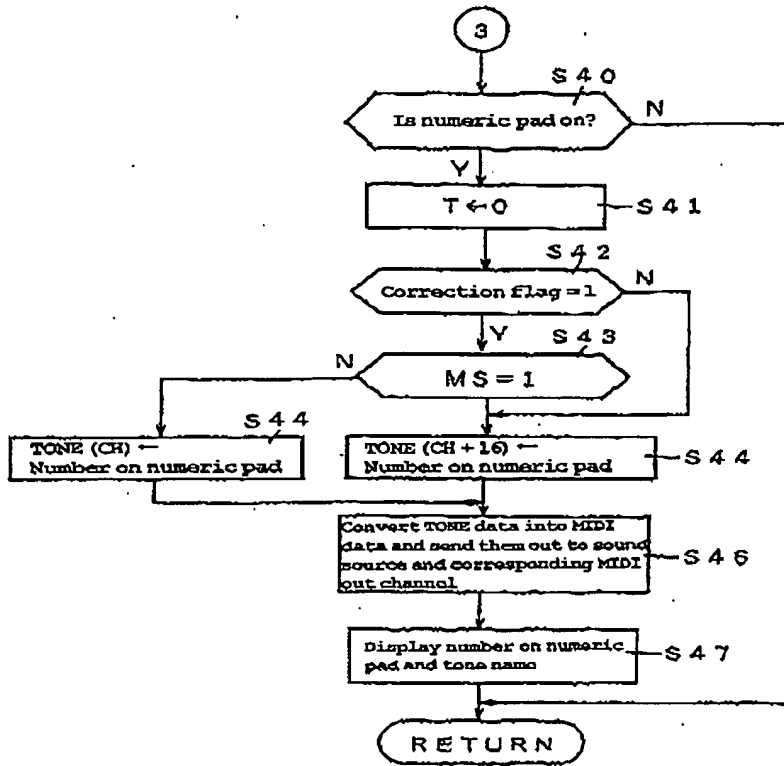 3
S40
Is numeric pad on?
N
Y
T←0
S41
S42
Correction flag=1
N
Y
S43
N
MS=1
S44
TONE (CH) ←
Number on numeric pad
TONE (CH+16) ←
Number on numeric pad
S44
Convert TONE data into MIDI
data and send them out to sound
source and corresponding MIDI
out channel
S46
Display number on numeric
pad and tone name
S47
RETURN